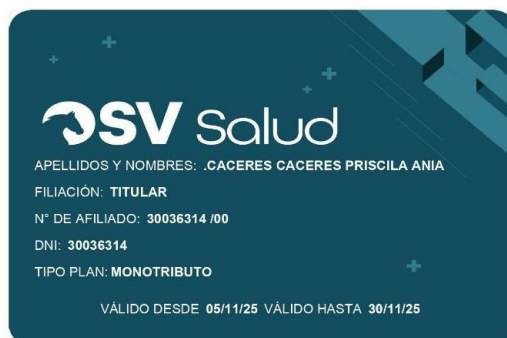 OSV Salud
APELLIDOS Y NOMBRES: .CACERES CACERES PRISCILA ANIA
FILIACIÓN: TITULAR
N° DE AFILIADO: 30036314 /00
DNI: 30036314
TIPO PLAN: MONOTRIBUTO
VÁLIDO DESDE 05/11/25 VÁLIDO HASTA 30/11/25